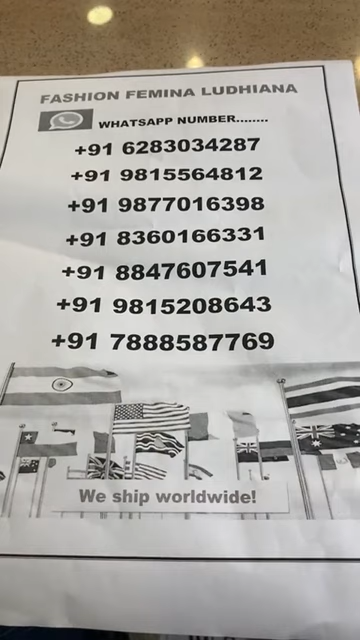 FASHION FEMINA LUDHIANA
WHATSAPP NUMBER........
+91 6283034287
+91 9815564812
+91 9877016398
+91 8360166331
+91 8847607541
+91 9815208643
+91 7888587769
We ship worldwide!